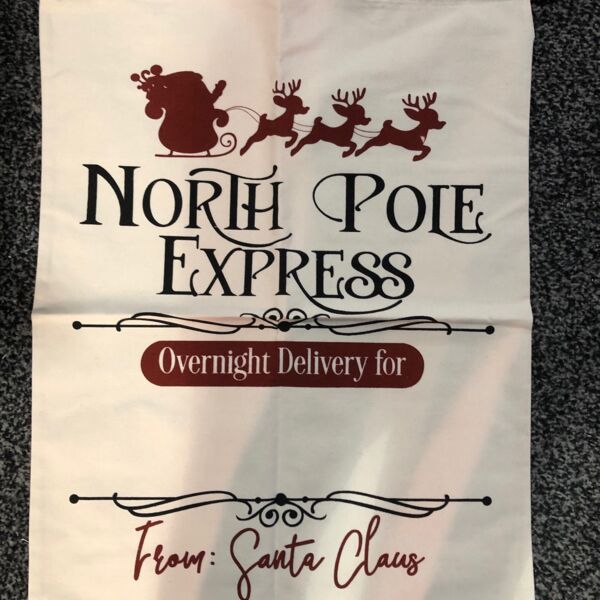 North Pole
Express
Overnight Delivery for
From: Santa Claus